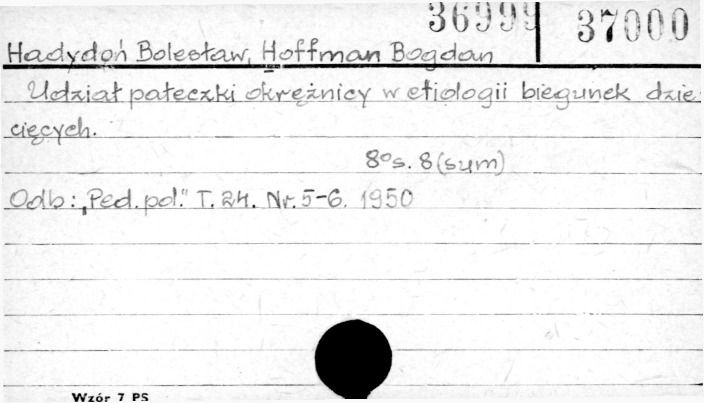 36999 37000
Hadydoń Bolesław, Hoffman Bogdan
Udział pałeczki okrężnicy w etiologii biegunek dzie-
cięcych.
8º s. 8 (sum)
Odb: "Ped. pol." T. 24. Nr. 5-6. 1950
Wzór 7 PS